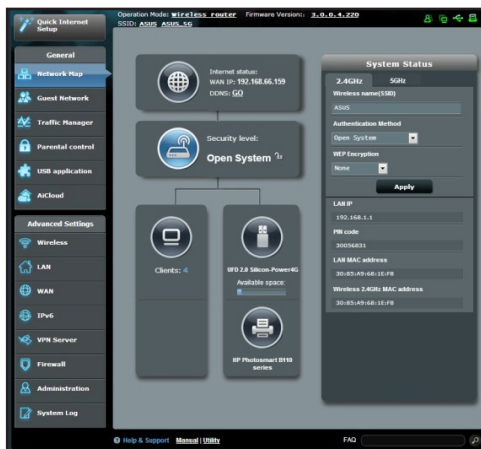 Quick Internet Setup
Operation Mode: Wireless router Firmware Version: 3.0.0.4.220
SSID: ASUS ASUS_5G
General
Network Map
Guest Network
Traffic Manager
Parental control
USB application
AiCloud
Advanced Settings
Wireless
LAN
WAN
IPv6
VPN Server
Firewall
Administration
System Log
Internet status:
WAN IP: 192.168.66.159
DDNS: GO
Security level:
Open System
Clients: 4
UFD 2.0 Silicon-Power4G
Available space:
HP Photosmart B110 series
System Status
2.4GHz
5GHz
Wireless name(SSID)
ASUS
Authentication Method
Open System
WEP Encryption
None
Apply
LAN IP
192.168.1.1
PIN code
30056831
LAN MAC address
30:85:A9:68:1E:F8
Wireless 2.4GHz MAC address
30:85:A9:68:1E:F8
Help & Support Manual | Utility
FAQ